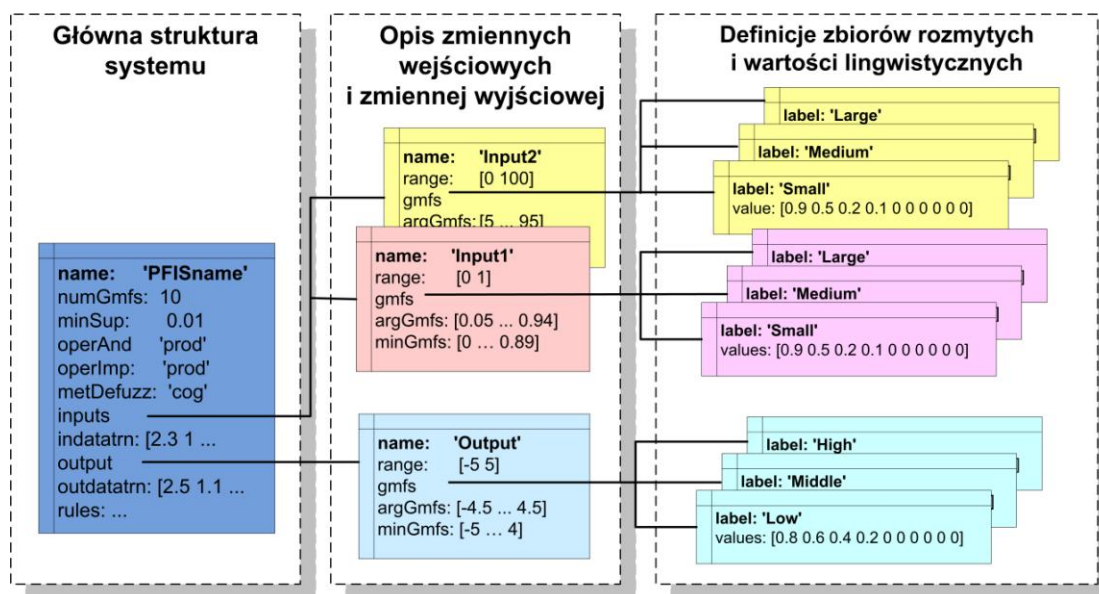 Główna struktura
systemu
name: 'PFISname'
numGmfs: 10
minSup: 0.01
operAnd 'prod'
operImp: 'prod'
metDefuzz: 'cog'
inputs
indatatrn: [2.3 1 ...
output
outdatatrn: [2.5 1.1 ...
rules: ...
Opis zmiennych
wejściowych
i zmiennej wyjściowej
name: 'Input2'
range: [0 100]
gmfs
argGmfs: [5 ... 95]
name: 'Input1'
range: [0 1]
gmfs
argGmfs: [0.05 ... 0.94]
minGmfs: [0 … 0.89]
name: 'Output'
range: [-5 5]
gmfs
argGmfs: [-4.5 ... 4.5]
minGmfs: [-5 … 4]
Definicje zbiorów rozmytych
i wartości lingwistycznych
label: 'Large'
]
label: 'Medium'
]
label: 'Small'
value: [0.9 0.5 0.2 0.1 0 0 0 0 0 0]
label: 'Large'
]
label: 'Medium'
]
label: 'Small'
values: [0.9 0.5 0.2 0.1 0 0 0 0 0 0]
label: 'High'
]
label: 'Middle'
]
label: 'Low'
values: [0.8 0.6 0.4 0.2 0 0 0 0 0 0]